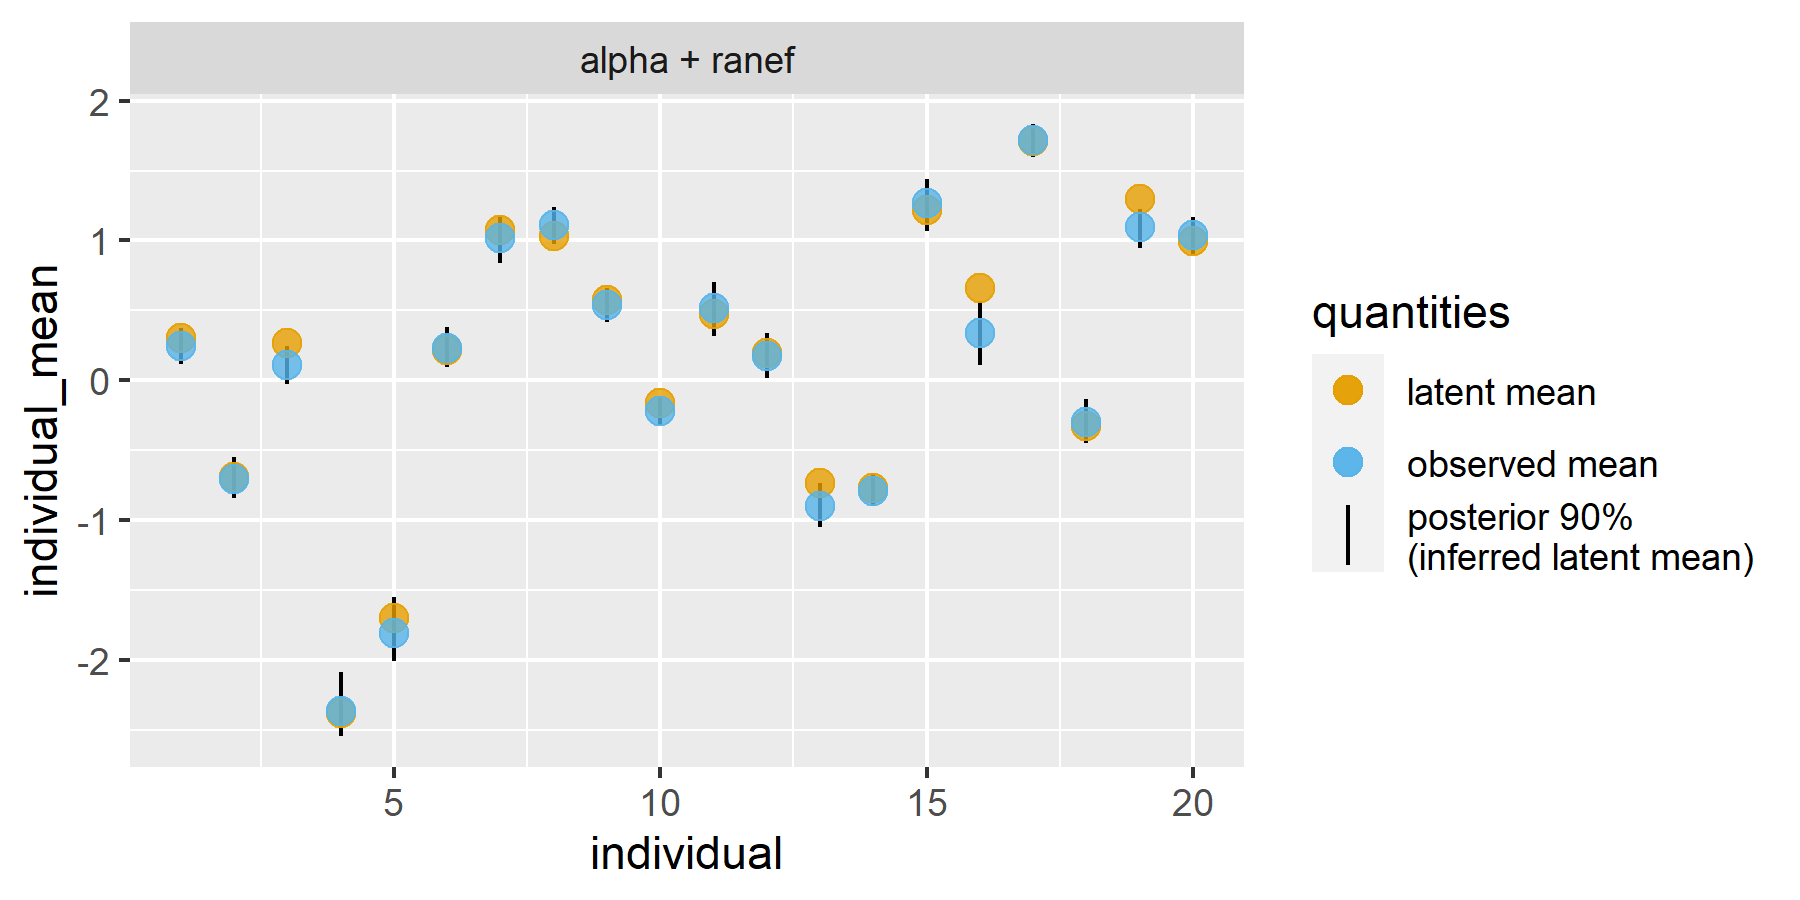 alpha + ranef
individual_mean
2
1
0
-1
-2
5
10
15
20
individual
quantities
latent mean
observed mean
posterior 90%
(inferred latent mean)